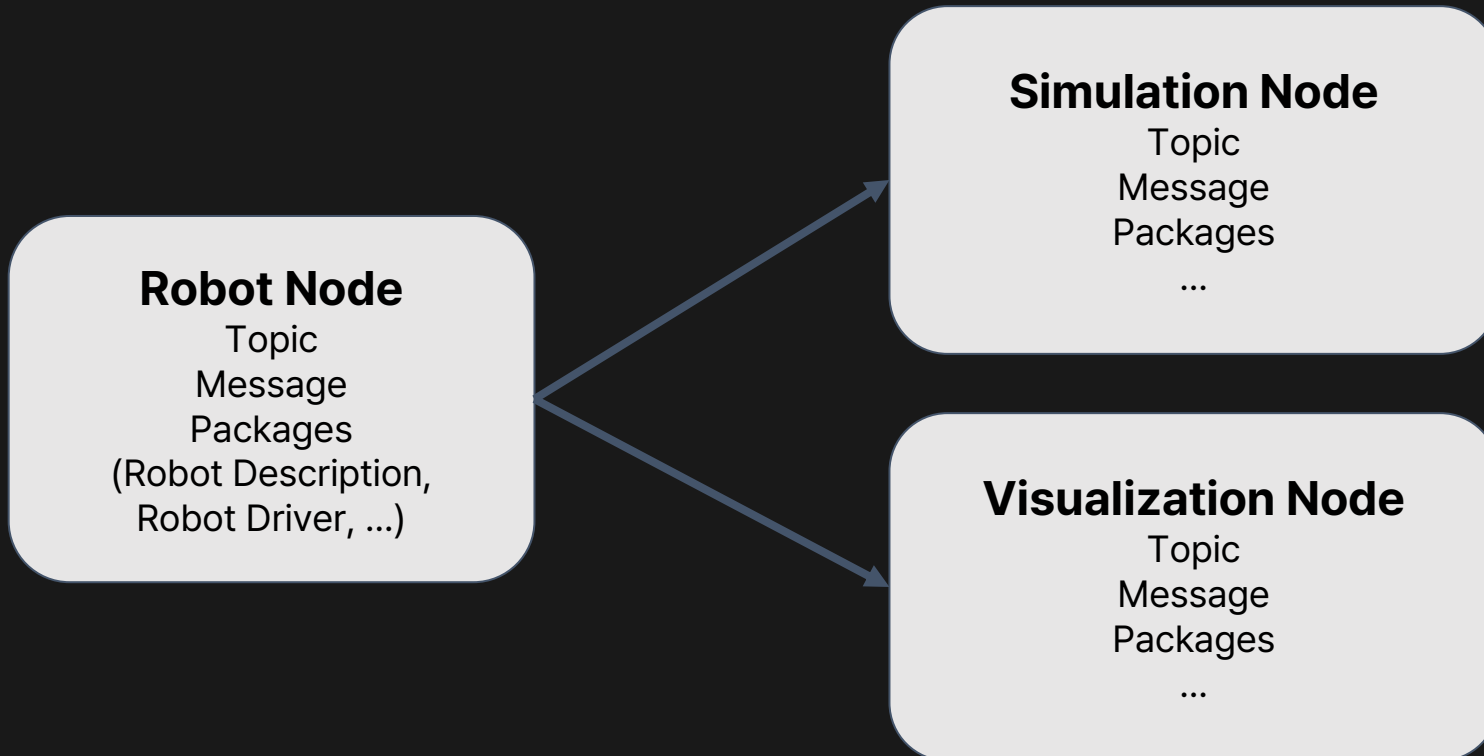 Robot Node
Topic
Message
Packages
(Robot Description,
Robot Driver, ...)
Simulation Node
Topic
Message
Packages
...
Visualization Node
Topic
Message
Packages
...